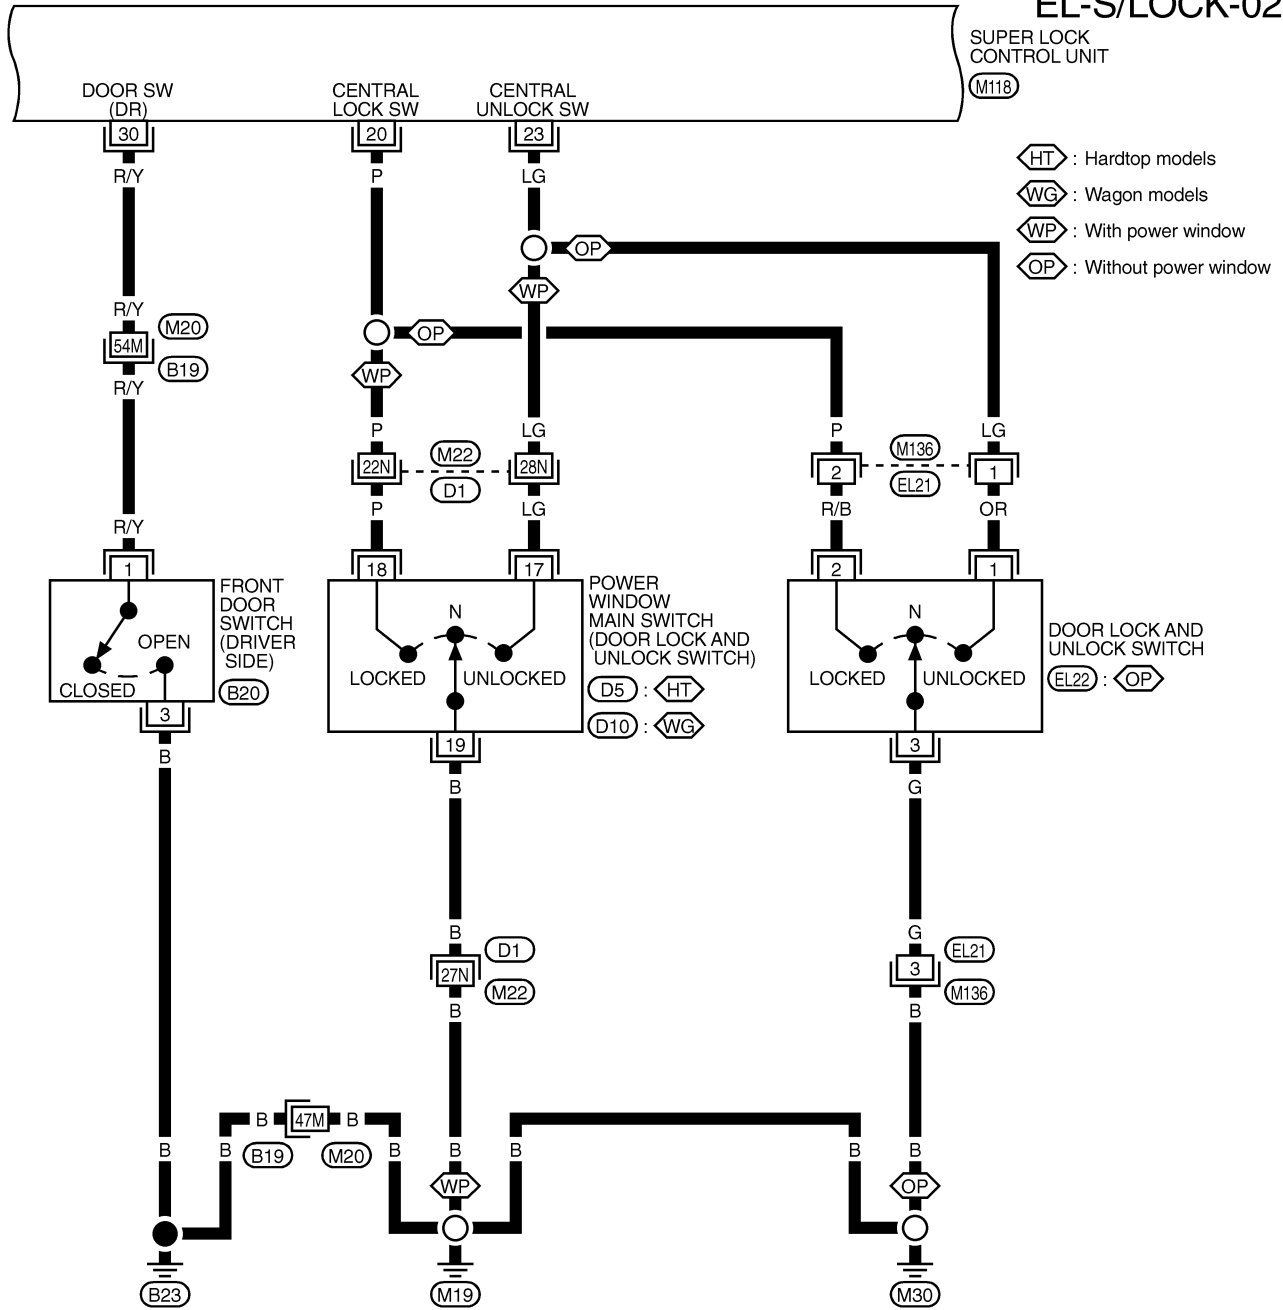 EL-S/LOCK-02
SUPER LOCK
CONTROL UNIT
M118
DOOR SW
(DR)
CENTRAL
LOCK SW
CENTRAL
UNLOCK SW
30
20
23
R/Y
P
LG
HT : Hardtop models
WG : Wagon models
WP : With power window
OP : Without power window
OP
WP
R/Y
M20
54M
B19
R/Y
OP
WP
P
LG
P
LG
22N
M22
D1
28N
2
M136
EL21
1
P
LG
R/B
OR
R/Y
1
18
17
2
1
FRONT
DOOR
SWITCH
(DRIVER
SIDE)
B20
OPEN
CLOSED
3
N
LOCKED
UNLOCKED
POWER
WINDOW
MAIN SWITCH
(DOOR LOCK AND
UNLOCK SWITCH)
D5 : HT
D10 : WG
19
N
LOCKED
UNLOCKED
DOOR LOCK AND
UNLOCK SWITCH
EL22 : OP
3
B
B
G
B
G
D1
27N
M22
EL21
3
M136
B
B
B
47M
B
B19
M20
B
B
B
B
B
B
B
WP
OP
B23
M19
M30